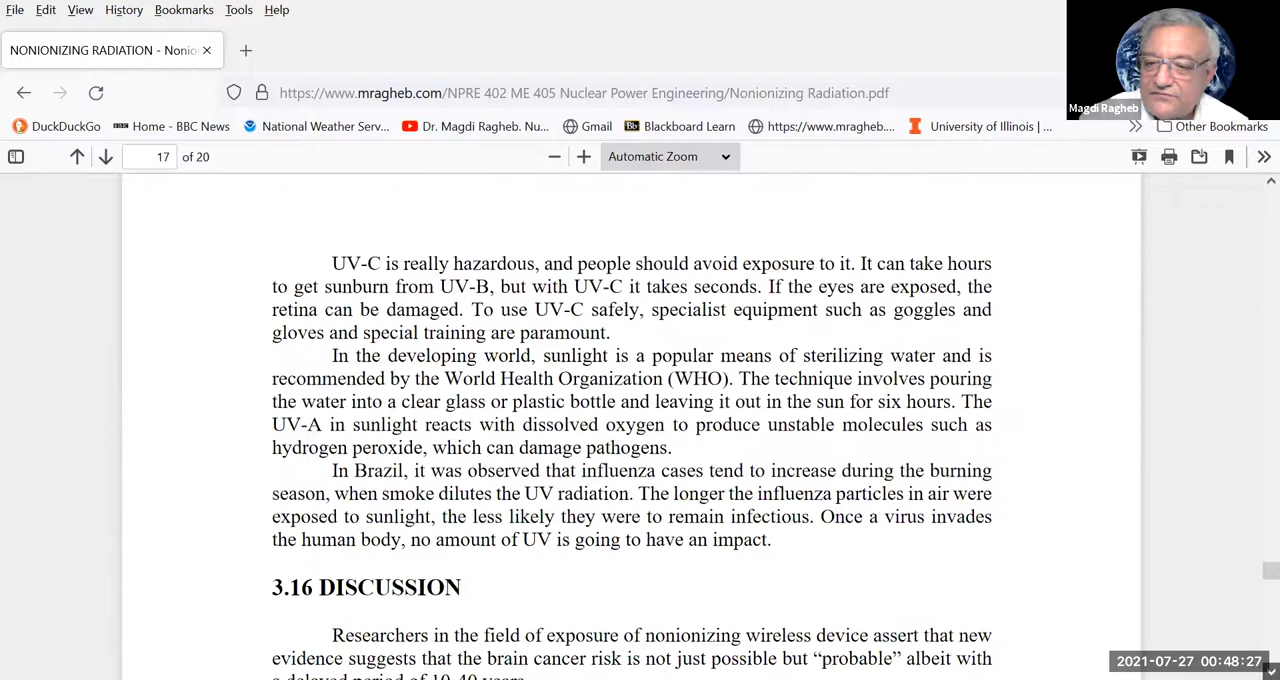 File Edit View History Bookmarks Tools Help
NONIONIZING RADIATION - Nonio
https://www.mragheb.com/NPRE 402 ME 405 Nuclear Power Engineering/Nonionizing Radiation.pdf
Magdi Ragheb
DuckDuckGo BBC Home - BBC News National Weather Serv... Dr. Magdi Ragheb. Nu... Gmail Bb Blackboard Learn https://www.mragheb.... University of Illinois | ... Other Bookmarks
17 of 20 Automatic Zoom
UV-C is really hazardous, and people should avoid exposure to it. It can take hours
to get sunburn from UV-B, but with UV-C it takes seconds. If the eyes are exposed, the
retina can be damaged. To use UV-C safely, specialist equipment such as goggles and
gloves and special training are paramount.
In the developing world, sunlight is a popular means of sterilizing water and is
recommended by the World Health Organization (WHO). The technique involves pouring
the water into a clear glass or plastic bottle and leaving it out in the sun for six hours. The
UV-A in sunlight reacts with dissolved oxygen to produce unstable molecules such as
hydrogen peroxide, which can damage pathogens.
In Brazil, it was observed that influenza cases tend to increase during the burning
season, when smoke dilutes the UV radiation. The longer the influenza particles in air were
exposed to sunlight, the less likely they were to remain infectious. Once a virus invades
the human body, no amount of UV is going to have an impact.
3.16 DISCUSSION
Researchers in the field of exposure of nonionizing wireless device assert that new
evidence suggests that the brain cancer risk is not just possible but “probable” albeit with
a delayed period of 10-40 years.
2021-07-27 00:48:27